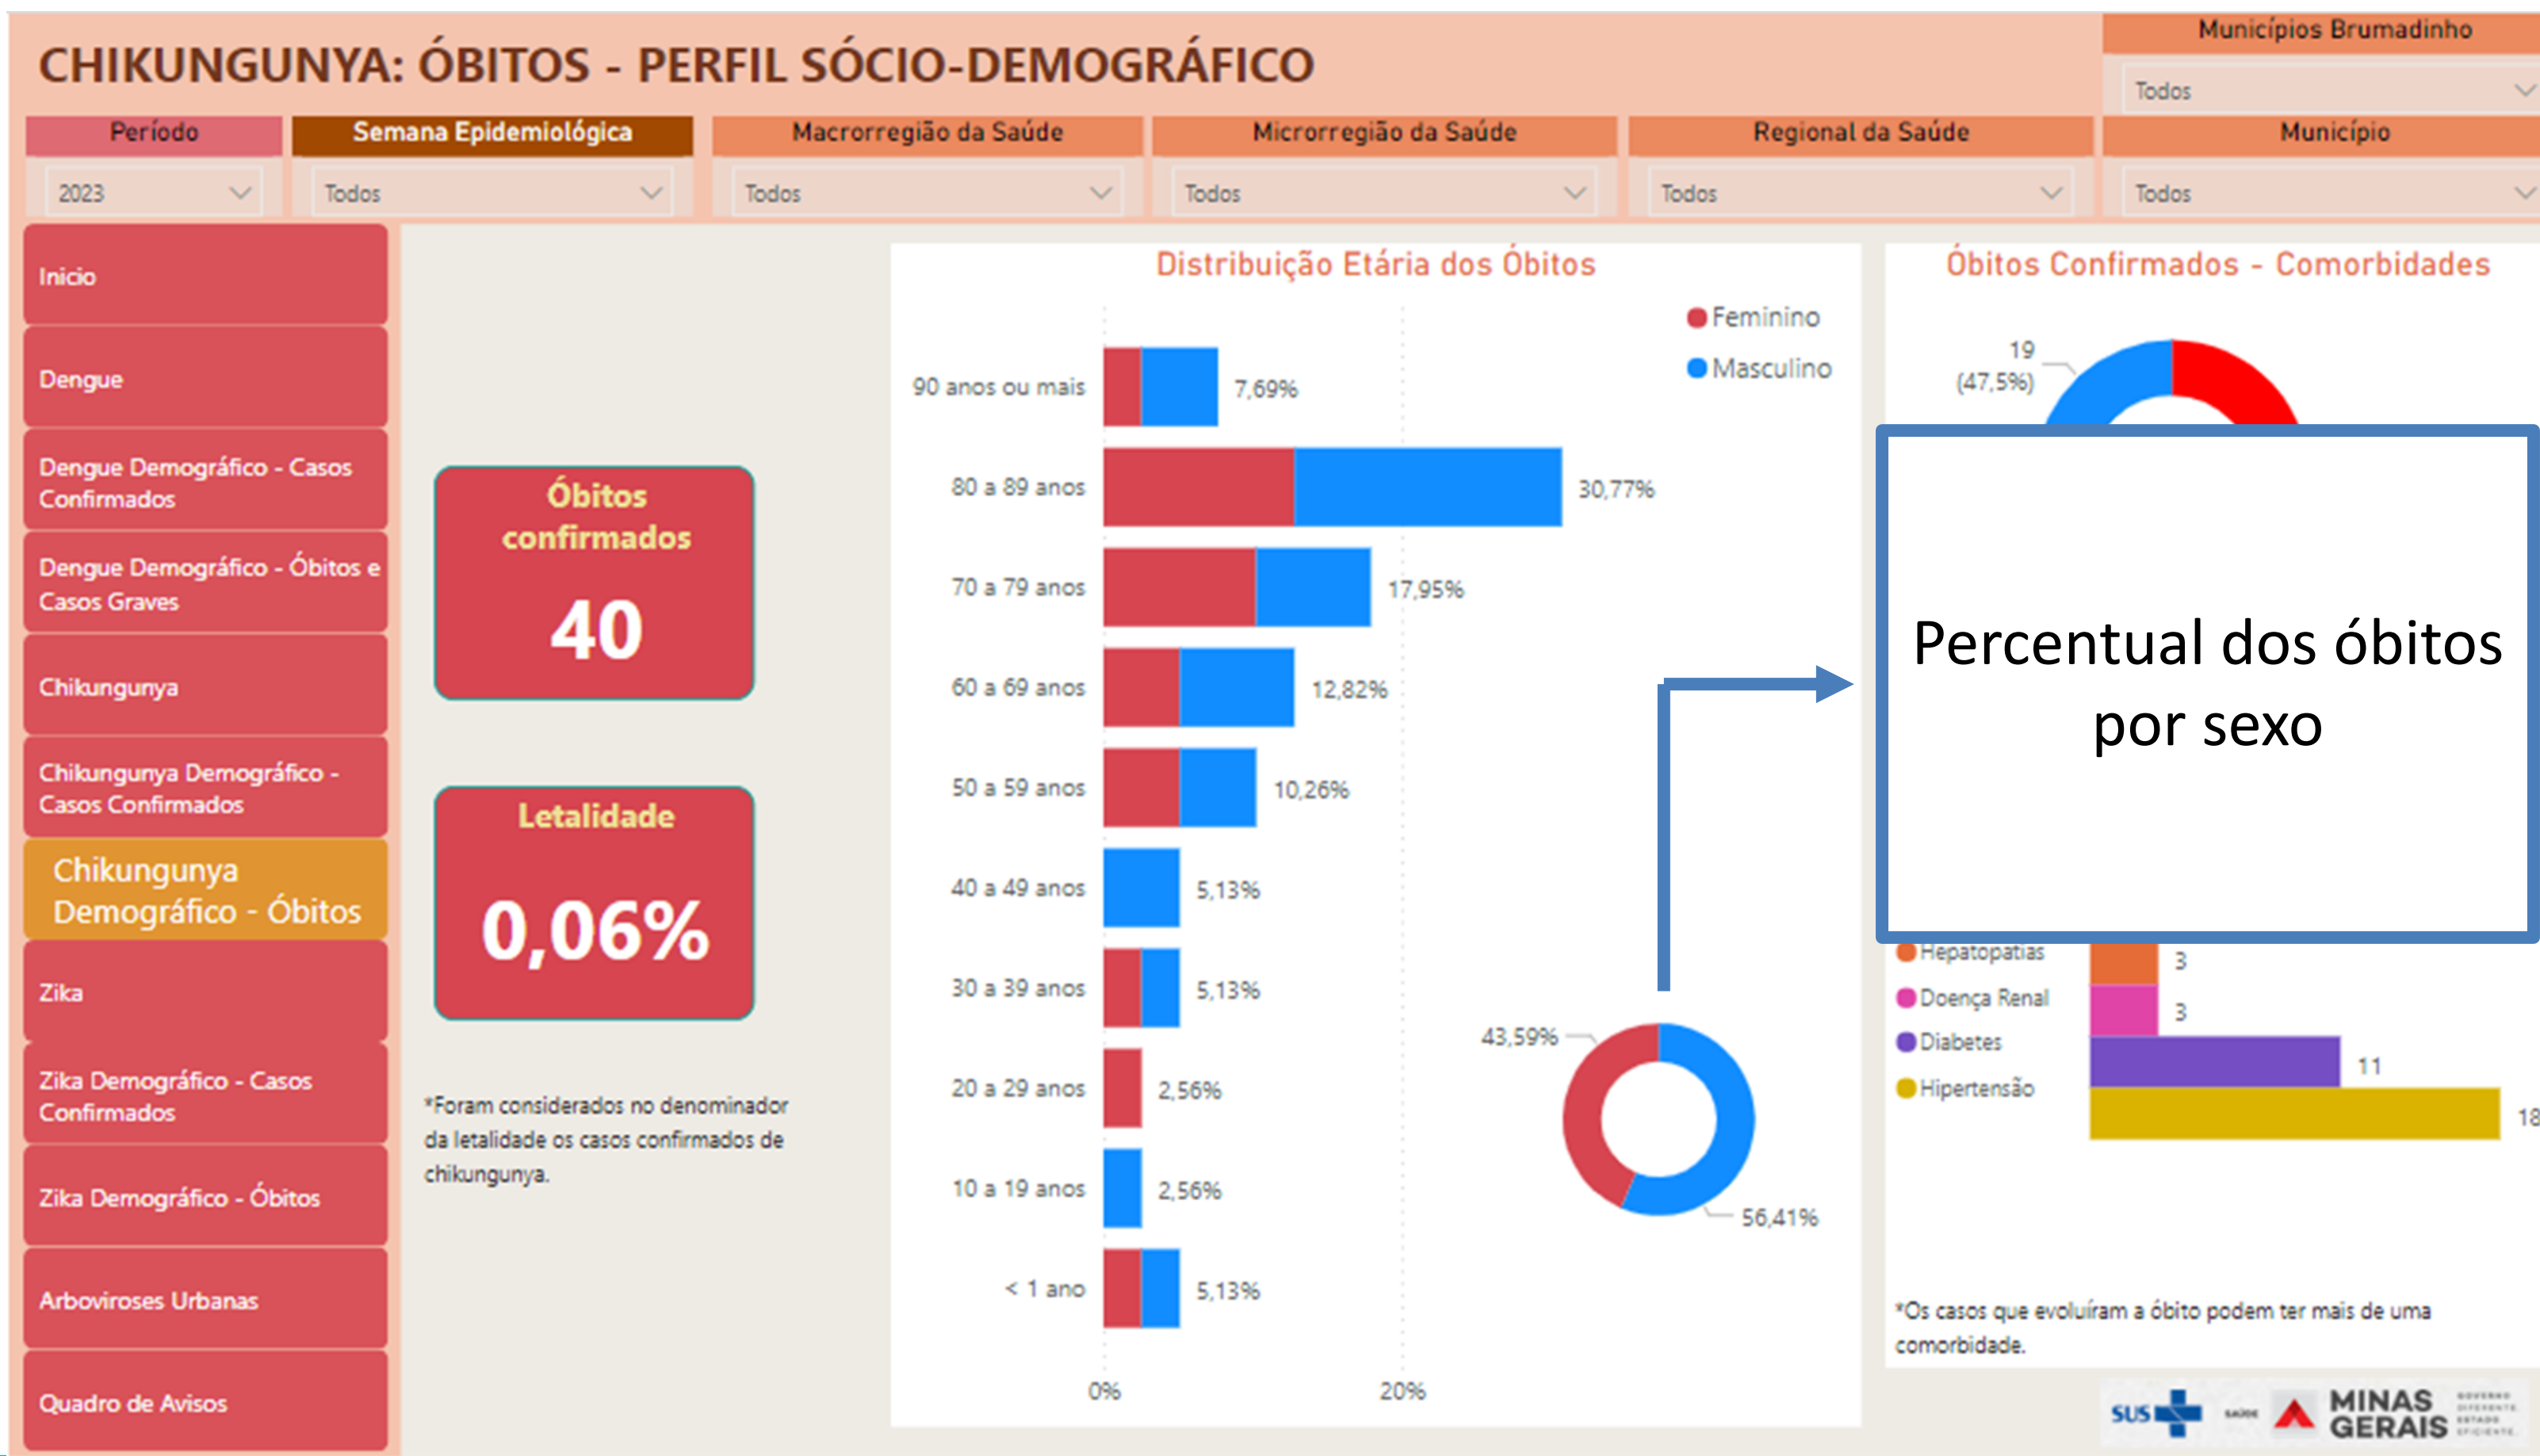 CHIKUNGUNYA: ÓBITOS - PERFIL SÓCIO-DEMOGRÁFICO
Municípios Brumadinho
Todos
Período
Semana Epidemiológica
Macrorregião da Saúde
Microrregião da Saúde
Regional da Saúde
Município
2023
Todos
Todos
Todos
Todos
Todos
Inicio
Dengue
Dengue Demográfico - Casos
Confirmados
Dengue Demográfico - Óbitos e
Casos Graves
Chikungunya
Chikungunya Demográfico -
Casos Confirmados
Chikungunya
Demográfico - Óbitos
Zika
Zika Demográfico - Casos
Confirmados
Zika Demográfico - Óbitos
Arboviroses Urbanas
Quadro de Avisos
Óbitos
confirmados
40
Letalidade
0,06%
*Foram considerados no denominador
da letalidade os casos confirmados de
chikungunya.
Distribuição Etária dos Óbitos
Feminino
Masculino
90 anos ou mais 7,69%
80 a 89 anos 30,77%
70 a 79 anos 17,95%
60 a 69 anos 12,82%
50 a 59 anos 10,26%
40 a 49 anos 5,13%
30 a 39 anos 5,13%
20 a 29 anos 2,56%
10 a 19 anos 2,56%
< 1 ano 5,13%
0% 20%
43,59%
56,41%
Óbitos Confirmados - Comorbidades
19
(47,5%)
Percentual dos óbitos
por sexo
Hepatopatias 3
Doença Renal 3
Diabetes 11
Hipertensão 18
*Os casos que evoluíram a óbito podem ter mais de uma
comorbidade.
SUS
SAÚDE
MINAS
GERAIS
GOVERNO
DIFERENTE.
ESTADO
EFICIENTE.